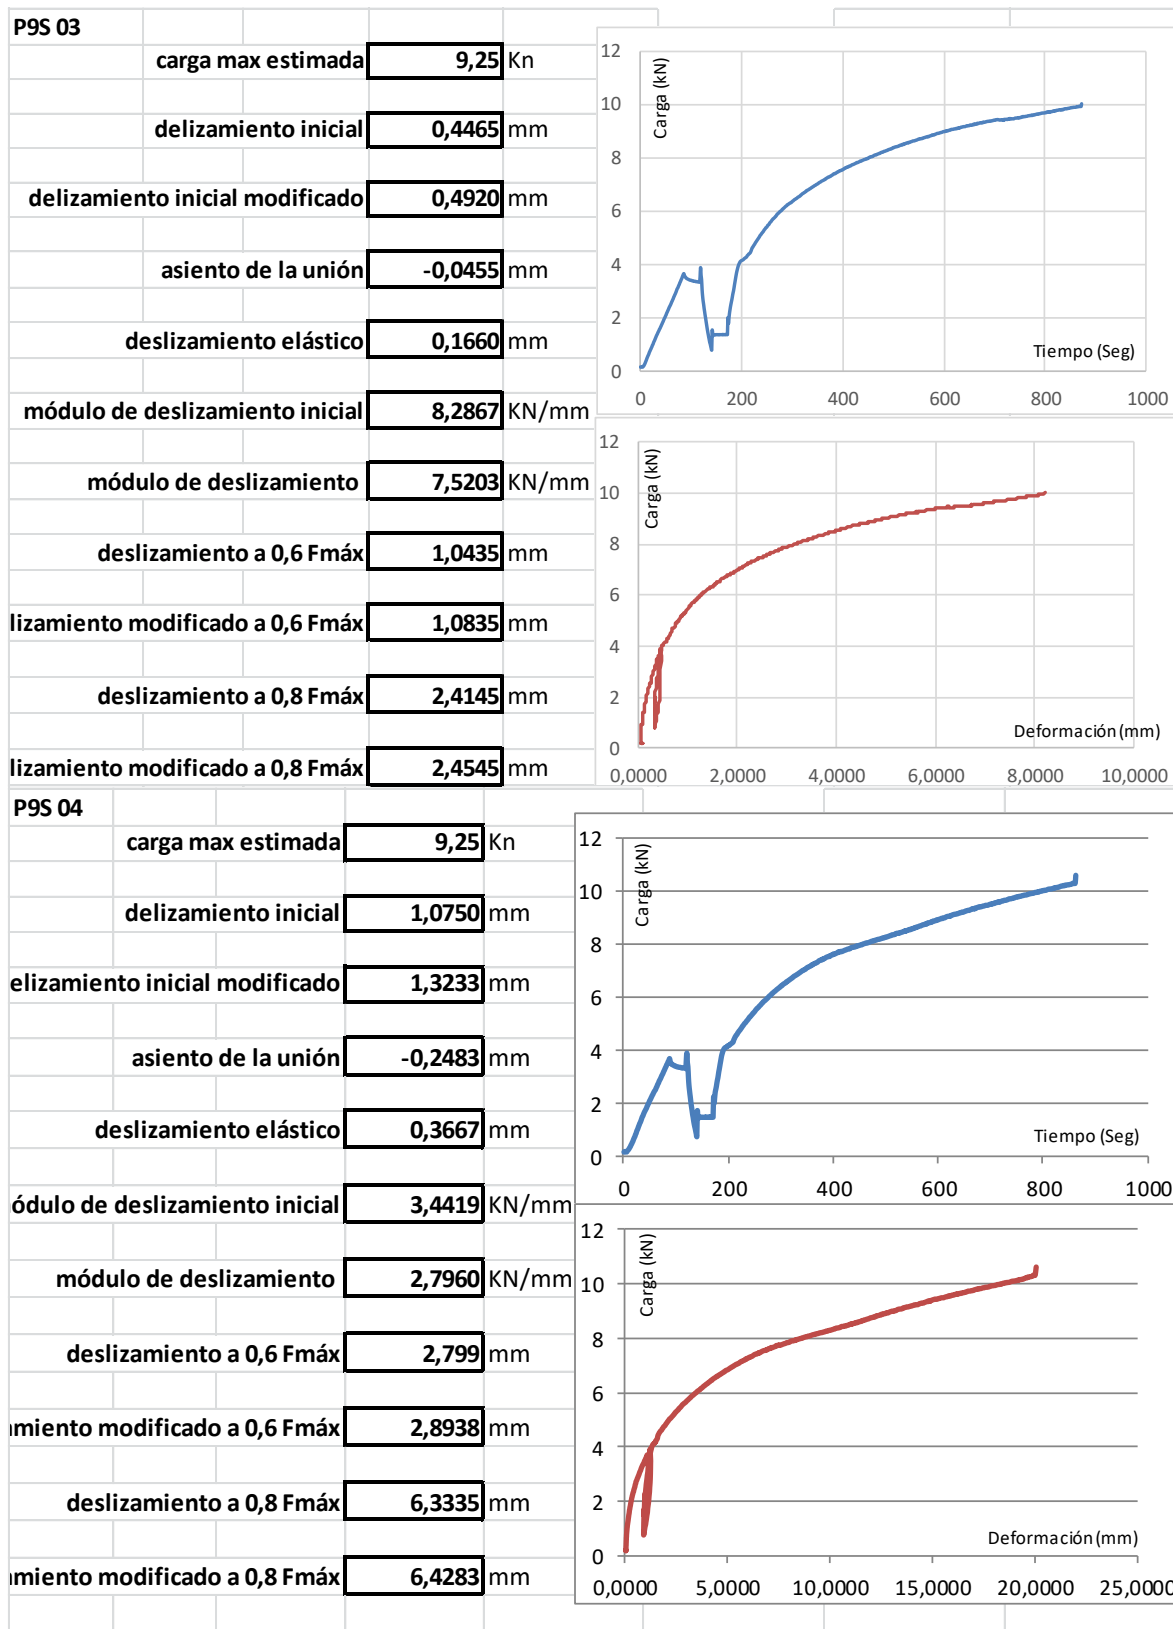 P9S 03
carga max estimada 9,25 Kn
delizamiento inicial 0,4465 mm
delizamiento inicial modificado 0,4920 mm
asiento de la unión -0,0455 mm
deslizamiento elástico 0,1660 mm
módulo de deslizamiento inicial 8,2867 KN/mm
módulo de deslizamiento 7,5203 KN/mm
deslizamiento a 0,6 Fmáx 1,0435 mm
lizamiento modificado a 0,6 Fmáx 1,0835 mm
deslizamiento a 0,8 Fmáx 2,4145 mm
lizamiento modificado a 0,8 Fmáx 2,4545 mm
12
10
8
6
4
2
0
Carga (kN)
Tiempo (Seg)
0 200 400 600 800 1000
12
10
8
6
4
2
0
Carga (kN)
Deformación (mm)
0,0000 2,0000 4,0000 6,0000 8,0000 10,0000
P9S 04
carga max estimada 9,25 Kn
delizamiento inicial 1,0750 mm
elizamiento inicial modificado 1,3233 mm
asiento de la unión -0,2483 mm
deslizamiento elástico 0,3667 mm
ódulo de deslizamiento inicial 3,4419 KN/mm
módulo de deslizamiento 2,7960 KN/mm
deslizamiento a 0,6 Fmáx 2,799 mm
amiento modificado a 0,6 Fmáx 2,8938 mm
deslizamiento a 0,8 Fmáx 6,3335 mm
amiento modificado a 0,8 Fmáx 6,4283 mm
12
10
8
6
4
2
0
Carga (kN)
Tiempo (Seg)
0 200 400 600 800 1000
12
10
8
6
4
2
0
Carga (kN)
Deformación (mm)
0,0000 5,0000 10,0000 15,0000 20,0000 25,0000